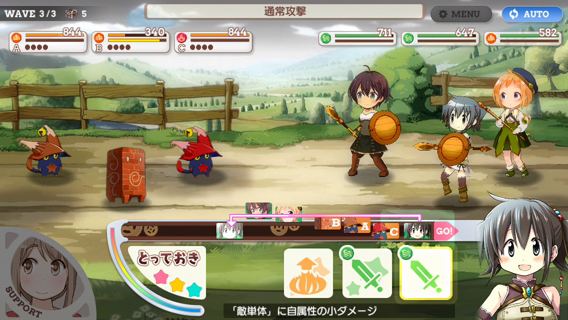 WAVE 3/3 5
通常攻撃
MENU
AUTO
844
340
844
711
647
582
A
B
C
B
A
C
GO!
とっておき
「敵単体」に自属性の小ダメージ
SUPPORT